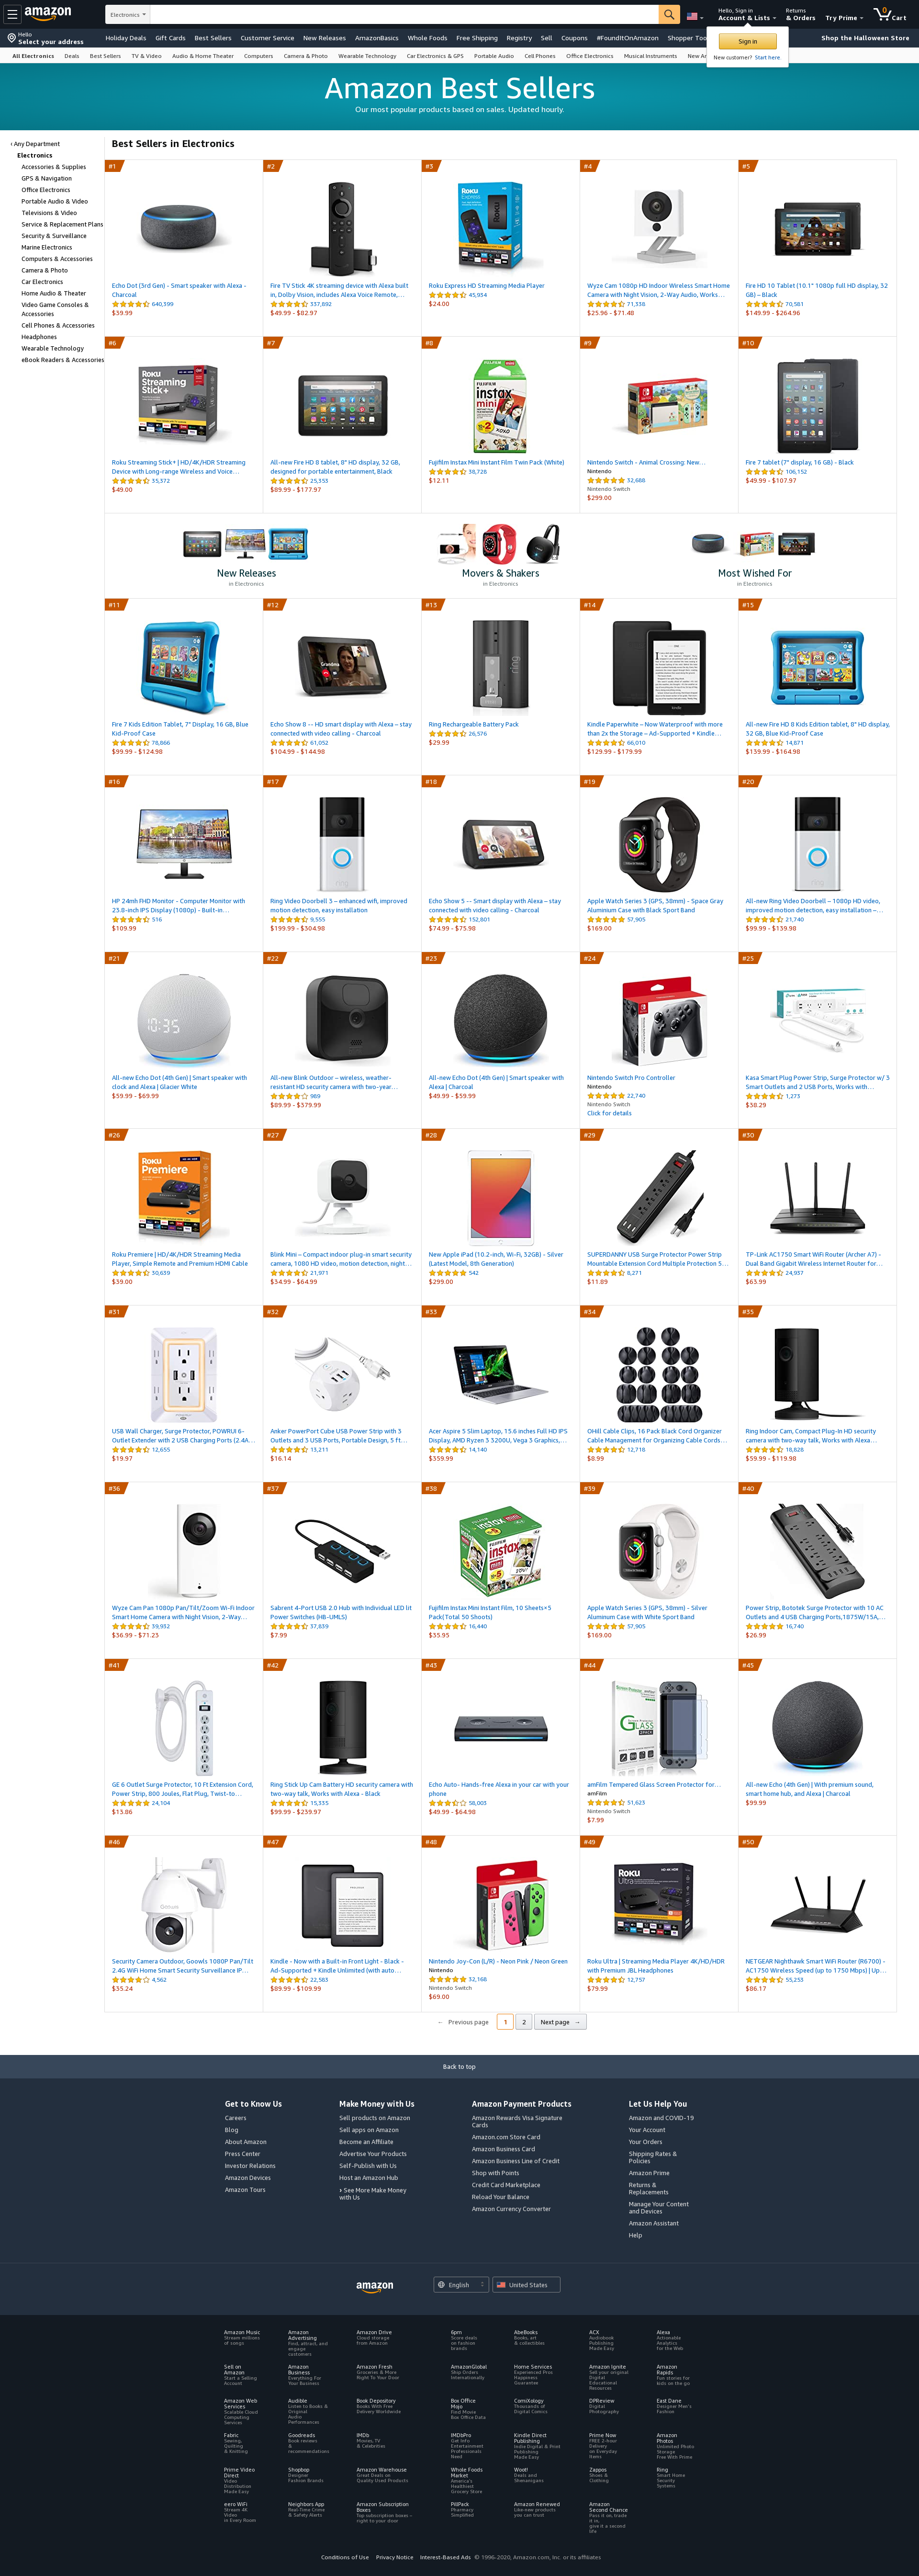 amazon
Electronics
Hello, Sign in
Account & Lists
Returns
& Orders
Try Prime
0
Cart
Hello
Select your address
Holiday Deals
Gift Cards
Best Sellers
Customer Service
New Releases
AmazonBasics
Whole Foods
Free Shipping
Registry
Sell
Coupons
#FoundItOnAmazon
Shopper Too
Shop the Halloween Store
Sign in
New customer? Start here.
All Electronics
Deals
Best Sellers
TV & Video
Audio & Home Theater
Computers
Camera & Photo
Wearable Technology
Car Electronics & GPS
Portable Audio
Cell Phones
Office Electronics
Musical Instruments
New Ar
Amazon Best Sellers
Our most popular products based on sales. Updated hourly.
‹ Any Department
Electronics
Accessories & Supplies
GPS & Navigation
Office Electronics
Portable Audio & Video
Televisions & Video
Service & Replacement Plans
Security & Surveillance
Marine Electronics
Computers & Accessories
Camera & Photo
Car Electronics
Home Audio & Theater
Video Game Consoles &
Accessories
Cell Phones & Accessories
Headphones
Wearable Technology
eBook Readers & Accessories
Best Sellers in Electronics
#1
Echo Dot (3rd Gen) - Smart speaker with Alexa -
Charcoal
640,399
$39.99
#2
Fire TV Stick 4K streaming device with Alexa built
in, Dolby Vision, includes Alexa Voice Remote,…
337,892
$49.99 - $82.97
#3
Roku Express HD Streaming Media Player
45,934
$24.00
#4
Wyze Cam 1080p HD Indoor Wireless Smart Home
Camera with Night Vision, 2-Way Audio, Works…
71,338
$25.96 - $71.48
#5
Fire HD 10 Tablet (10.1" 1080p full HD display, 32
GB) – Black
70,581
$149.99 - $264.96
#6
Roku Streaming Stick+ | HD/4K/HDR Streaming
Device with Long-range Wireless and Voice…
35,372
$49.00
#7
All-new Fire HD 8 tablet, 8" HD display, 32 GB,
designed for portable entertainment, Black
25,353
$89.99 - $177.97
#8
Fujifilm Instax Mini Instant Film Twin Pack (White)
38,728
$12.11
#9
Nintendo Switch - Animal Crossing: New…
Nintendo
32,688
Nintendo Switch
$299.00
#10
Fire 7 tablet (7" display, 16 GB) - Black
106,152
$49.99 - $107.97
New Releases
in Electronics
Movers & Shakers
in Electronics
Most Wished For
in Electronics
#11
Fire 7 Kids Edition Tablet, 7" Display, 16 GB, Blue
Kid-Proof Case
78,866
$99.99 - $124.98
#12
Echo Show 8 -- HD smart display with Alexa – stay
connected with video calling - Charcoal
61,052
$104.99 - $144.98
#13
Ring Rechargeable Battery Pack
26,576
$29.99
#14
Kindle Paperwhite – Now Waterproof with more
than 2x the Storage – Ad-Supported + Kindle…
66,010
$129.99 - $179.99
#15
All-new Fire HD 8 Kids Edition tablet, 8" HD display,
32 GB, Blue Kid-Proof Case
14,871
$139.99 - $164.98
#16
HP 24mh FHD Monitor - Computer Monitor with
23.8-inch IPS Display (1080p) - Built-in…
516
$109.99
#17
Ring Video Doorbell 3 – enhanced wifi, improved
motion detection, easy installation
9,555
$199.99 - $304.98
#18
Echo Show 5 -- Smart display with Alexa – stay
connected with video calling - Charcoal
152,801
$74.99 - $75.98
#19
Apple Watch Series 3 (GPS, 38mm) - Space Gray
Aluminium Case with Black Sport Band
57,905
$169.00
#20
All-new Ring Video Doorbell – 1080p HD video,
improved motion detection, easy installation –…
21,740
$99.99 - $139.98
#21
All-new Echo Dot (4th Gen) | Smart speaker with
clock and Alexa | Glacier White
$59.99 - $69.99
#22
All-new Blink Outdoor – wireless, weather-
resistant HD security camera with two-year…
989
$89.99 - $379.99
#23
All-new Echo Dot (4th Gen) | Smart speaker with
Alexa | Charcoal
$49.99 - $59.99
#24
Nintendo Switch Pro Controller
Nintendo
22,740
Nintendo Switch
Click for details
#25
Kasa Smart Plug Power Strip, Surge Protector w/ 3
Smart Outlets and 2 USB Ports, Works with…
1,273
$38.29
#26
Roku Premiere | HD/4K/HDR Streaming Media
Player, Simple Remote and Premium HDMI Cable
30,639
$39.00
#27
Blink Mini – Compact indoor plug-in smart security
camera, 1080 HD video, motion detection, night…
21,971
$34.99 - $64.99
#28
New Apple iPad (10.2-inch, Wi-Fi, 32GB) - Silver
(Latest Model, 8th Generation)
542
$299.00
#29
SUPERDANNY USB Surge Protector Power Strip
Mountable Extension Cord Multiple Protection 5…
8,271
$11.89
#30
TP-Link AC1750 Smart WiFi Router (Archer A7) -
Dual Band Gigabit Wireless Internet Router for…
24,937
$63.99
#31
USB Wall Charger, Surge Protector, POWRUI 6-
Outlet Extender with 2 USB Charging Ports (2.4A…
12,655
$19.97
#32
Anker PowerPort Cube USB Power Strip with 3
Outlets and 3 USB Ports, Portable Design, 5 ft…
13,211
$16.14
#33
Acer Aspire 5 Slim Laptop, 15.6 inches Full HD IPS
Display, AMD Ryzen 3 3200U, Vega 3 Graphics,…
14,140
$359.99
#34
OHill Cable Clips, 16 Pack Black Cord Organizer
Cable Management for Organizing Cable Cords…
12,718
$8.99
#35
Ring Indoor Cam, Compact Plug-In HD security
camera with two-way talk, Works with Alexa…
18,828
$59.99 - $119.98
#36
Wyze Cam Pan 1080p Pan/Tilt/Zoom Wi-Fi Indoor
Smart Home Camera with Night Vision, 2-Way…
39,932
$36.99 - $71.23
#37
Sabrent 4-Port USB 2.0 Hub with Individual LED lit
Power Switches (HB-UMLS)
37,839
$7.99
#38
Fujifilm Instax Mini Instant Film, 10 Sheets×5
Pack(Total 50 Shoots)
16,440
$35.95
#39
Apple Watch Series 3 (GPS, 38mm) - Silver
Aluminum Case with White Sport Band
57,905
$169.00
#40
Power Strip, Bototek Surge Protector with 10 AC
Outlets and 4 USB Charging Ports,1875W/15A,…
16,740
$26.99
#41
GE 6 Outlet Surge Protector, 10 Ft Extension Cord,
Power Strip, 800 Joules, Flat Plug, Twist-to…
24,104
$13.86
#42
Ring Stick Up Cam Battery HD security camera with
two-way talk, Works with Alexa - Black
15,335
$99.99 - $239.97
#43
Echo Auto- Hands-free Alexa in your car with your
phone
58,003
$49.99 - $64.98
#44
amFilm Tempered Glass Screen Protector for…
amFilm
51,623
Nintendo Switch
$7.99
#45
All-new Echo (4th Gen) | With premium sound,
smart home hub, and Alexa | Charcoal
$99.99
#46
Security Camera Outdoor, Goowls 1080P Pan/Tilt
2.4G WiFi Home Smart Security Surveillance IP…
4,562
$35.24
#47
Kindle - Now with a Built-in Front Light - Black -
Ad-Supported + Kindle Unlimited (with auto…
22,583
$89.99 - $109.99
#48
Nintendo Joy-Con (L/R) - Neon Pink / Neon Green
Nintendo
32,168
Nintendo Switch
$69.00
#49
Roku Ultra | Streaming Media Player 4K/HD/HDR
with Premium JBL Headphones
12,757
$79.99
#50
NETGEAR Nighthawk Smart WiFi Router (R6700) -
AC1750 Wireless Speed (up to 1750 Mbps) | Up…
55,253
$86.17
← Previous page
1
2
Next page →
Back to top
Get to Know Us
Careers
Blog
About Amazon
Press Center
Investor Relations
Amazon Devices
Amazon Tours
Make Money with Us
Sell products on Amazon
Sell apps on Amazon
Become an Affiliate
Advertise Your Products
Self-Publish with Us
Host an Amazon Hub
› See More Make Money
with Us
Amazon Payment Products
Amazon Rewards Visa Signature
Cards
Amazon.com Store Card
Amazon Business Card
Amazon Business Line of Credit
Shop with Points
Credit Card Marketplace
Reload Your Balance
Amazon Currency Converter
Let Us Help You
Amazon and COVID-19
Your Account
Your Orders
Shipping Rates &
Policies
Amazon Prime
Returns &
Replacements
Manage Your Content
and Devices
Amazon Assistant
Help
amazon
English
United States
Amazon Music
Stream millions
of songs
Amazon
Advertising
Find, attract, and
engage
customers
Amazon Drive
Cloud storage
from Amazon
6pm
Score deals
on fashion
brands
AbeBooks
Books, art
& collectibles
ACX
Audiobook
Publishing
Made Easy
Alexa
Actionable
Analytics
for the Web
Sell on
Amazon
Start a Selling
Account
Amazon
Business
Everything For
Your Business
Amazon Fresh
Groceries & More
Right To Your Door
AmazonGlobal
Ship Orders
Internationally
Home Services
Experienced Pros
Happiness
Guarantee
Amazon Ignite
Sell your original
Digital
Educational
Resources
Amazon
Rapids
Fun stories for
kids on the go
Amazon Web
Services
Scalable Cloud
Computing
Services
Audible
Listen to Books &
Original
Audio
Performances
Book Depository
Books With Free
Delivery Worldwide
Box Office
Mojo
Find Movie
Box Office Data
ComiXology
Thousands of
Digital Comics
DPReview
Digital
Photography
East Dane
Designer Men's
Fashion
Fabric
Sewing,
Quilting
& Knitting
Goodreads
Book reviews
&
recommendations
IMDb
Movies, TV
& Celebrities
IMDbPro
Get Info
Entertainment
Professionals
Need
Kindle Direct
Publishing
Indie Digital & Print
Publishing
Made Easy
Prime Now
FREE 2-hour
Delivery
on Everyday
Items
Amazon
Photos
Unlimited Photo
Storage
Free With Prime
Prime Video
Direct
Video
Distribution
Made Easy
Shopbop
Designer
Fashion Brands
Amazon Warehouse
Great Deals on
Quality Used Products
Whole Foods
Market
America's
Healthiest
Grocery Store
Woot!
Deals and
Shenanigans
Zappos
Shoes &
Clothing
Ring
Smart Home
Security
Systems
eero WiFi
Stream 4K
Video
in Every Room
Neighbors App
Real-Time Crime
& Safety Alerts
Amazon Subscription
Boxes
Top subscription boxes –
right to your door
PillPack
Pharmacy
Simplified
Amazon Renewed
Like-new products
you can trust
Amazon
Second Chance
Pass it on, trade
it in,
give it a second
life
Conditions of Use
Privacy Notice
Interest-Based Ads
© 1996-2020, Amazon.com, Inc. or its affiliates